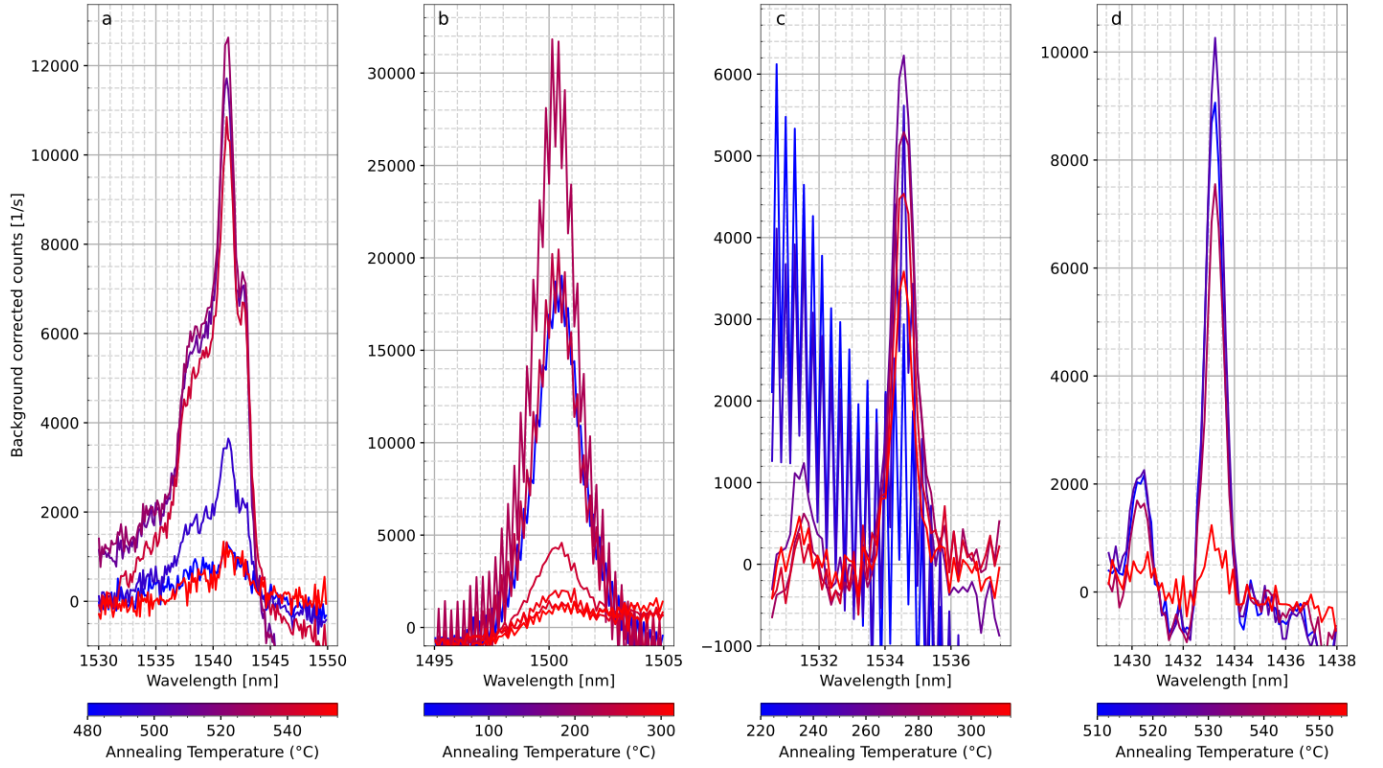 a
b
c
d
Background corrected counts [1/s]
12000
10000
8000
6000
4000
2000
0
30000
25000
20000
15000
10000
5000
0
6000
5000
4000
3000
2000
1000
0
−1000
10000
8000
6000
4000
2000
0
1530 1535 1540 1545 1550
1495 1500 1505
1532 1534 1536
1430 1432 1434 1436 1438
Wavelength [nm]
Wavelength [nm]
Wavelength [nm]
Wavelength [nm]
480 500 520 540
100 200 300
220 240 260 280 300
510 520 530 540 550
Annealing Temperature (°C)
Annealing Temperature (°C)
Annealing Temperature (°C)
Annealing Temperature (°C)